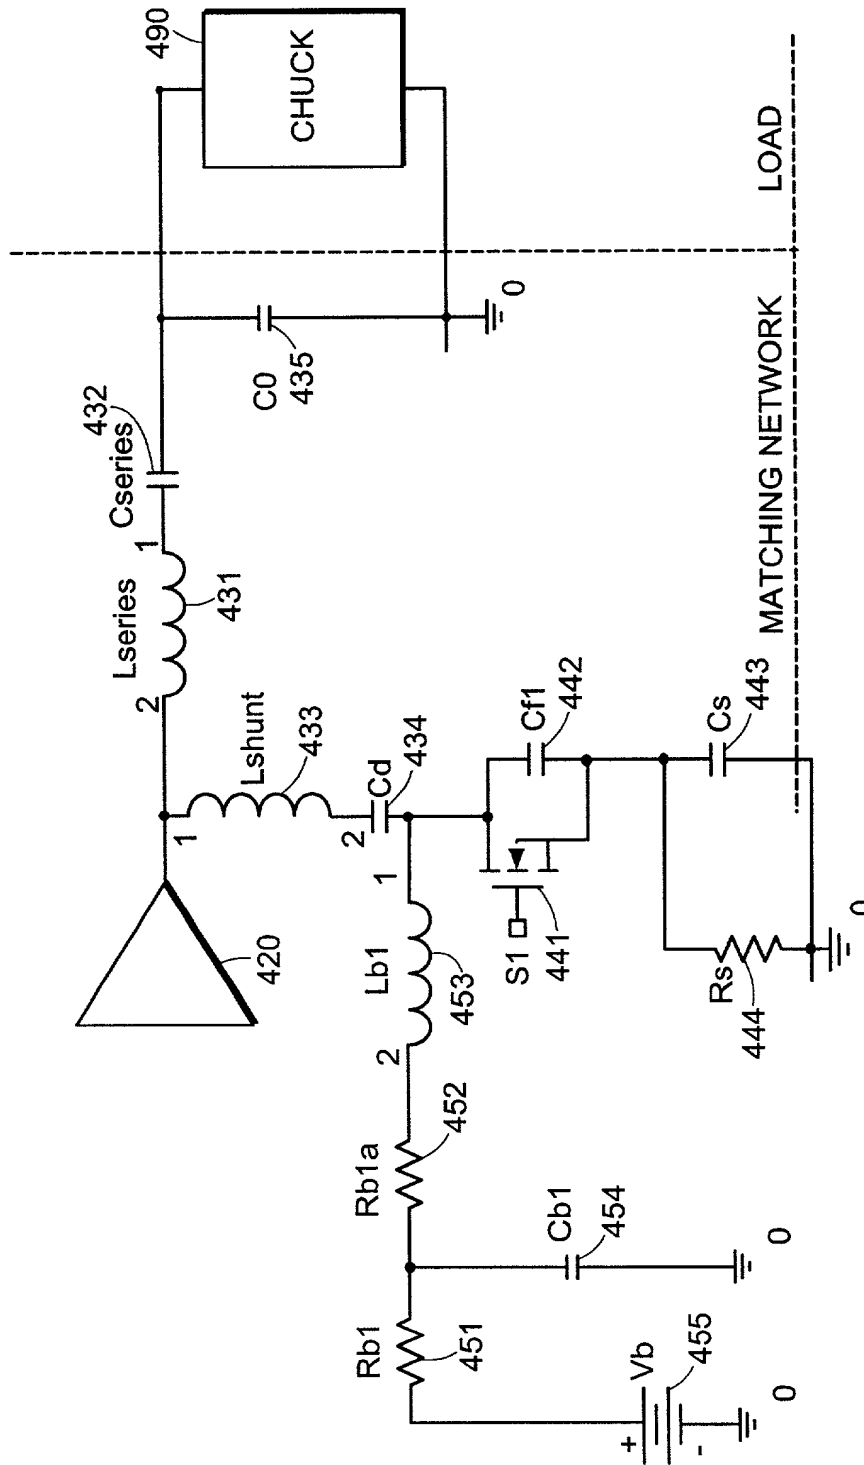 490
CHUCK
LOAD
432
Cseries
1
Lseries
2
431
C0
435
0
MATCHING NETWORK
1
Lshunt
433
2
Cd
434
420
Cf1
442
Cs
443
S1
441
Rs
444
0
1
Lb1
453
2
Rb1a
452
Cb1
454
0
Rb1
451
+
Vb
-
455
0